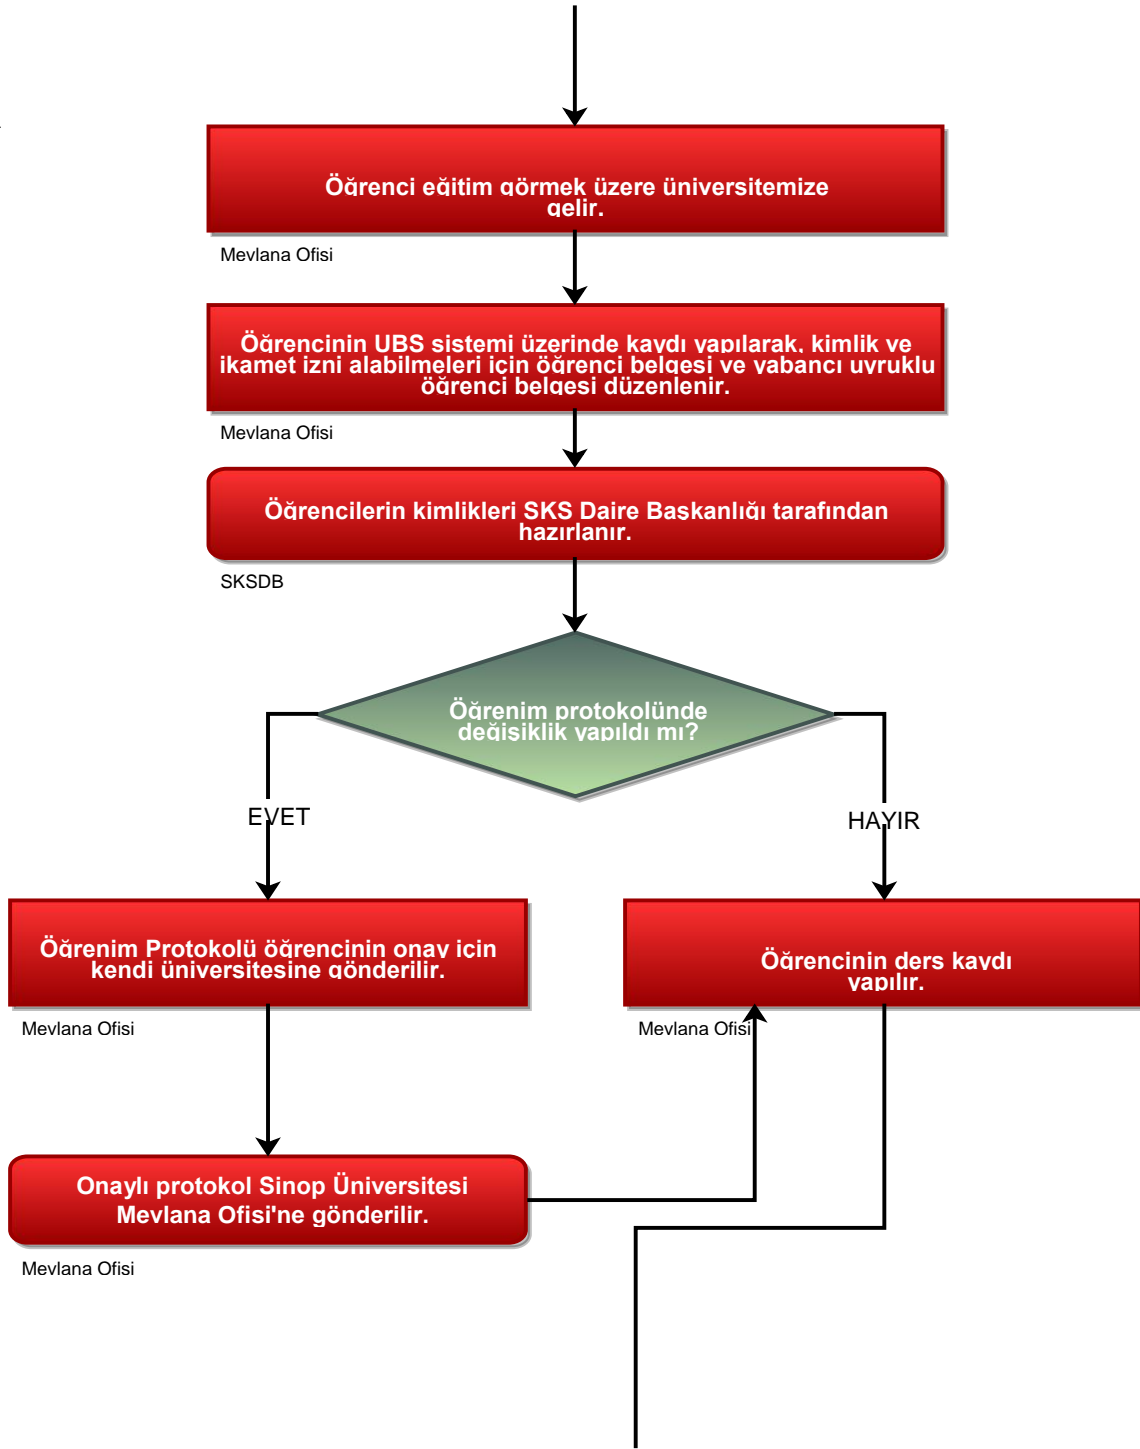 Öğrenci eğitim görmek üzere üniversitemize
gelir.
Mevlana Ofisi
Öğrencinin UBS sistemi üzerinde kaydı yapılarak, kimlik ve
ikamet izni alabilmeleri için öğrenci belgesi ve yabancı uyruklu
öğrenci belgesi düzenlenir.
Mevlana Ofisi
Öğrencilerin kimlikleri SKS Daire Başkanlığı tarafından
hazırlanır.
SKSDB
Öğrenim protokolünde
değişiklik yapıldı mı?
EVET
HAYIR
Öğrenim Protokolü öğrencinin onay için
kendi üniversitesine gönderilir.
Mevlana Ofisi
Öğrencinin ders kaydı
yapılır.
Mevlana Ofisi
Onaylı protokol Sinop Üniversitesi
Mevlana Ofisi'ne gönderilir.
Mevlana Ofisi